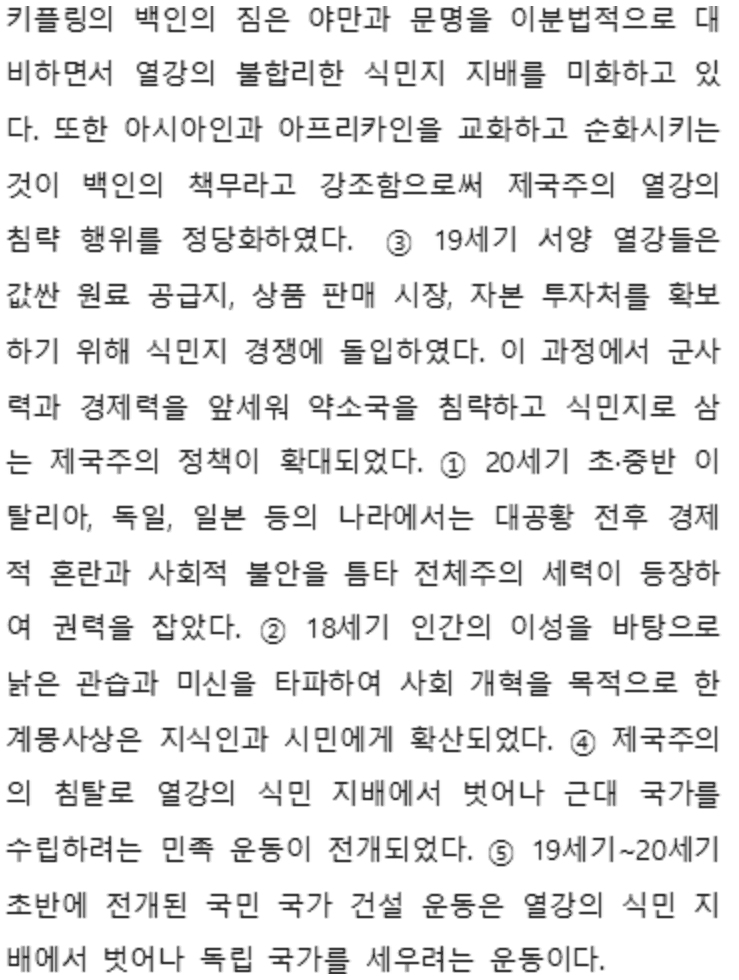 키플링의 백인의 짐은 야만과 문명을 이분법적으로 대
비하면서 열강의 불합리한 식민지 지배를 미화하고 있
다. 또한 아시아인과 아프리카인을 교화하고 순화시키는
것이 백인의 책무라고 강조함으로써 제국주의 열강의
침략 행위를 정당화하였다. ③ 19세기 서양 열강들은
값싼 원료 공급지, 상품 판매 시장, 자본 투자처를 확보
하기 위해 식민지 경쟁에 돌입하였다. 이 과정에서 군사
력과 경제력을 앞세워 약소국을 침략하고 식민지로 삼
는 제국주의 정책이 확대되었다. ① 20세기 초·중반 이
탈리아, 독일, 일본 등의 나라에서는 대공황 전후 경제
적 혼란과 사회적 불안을 틈타 전체주의 세력이 등장하
여 권력을 잡았다. ② 18세기 인간의 이성을 바탕으로
낡은 관습과 미신을 타파하여 사회 개혁을 목적으로 한
계몽사상은 지식인과 시민에게 확산되었다. ④ 제국주의
의 침탈로 열강의 식민 지배에서 벗어나 근대 국가를
수립하려는 민족 운동이 전개되었다. ⑤ 19세기~20세기
초반에 전개된 국민 국가 건설 운동은 열강의 식민 지
배에서 벗어나 독립 국가를 세우려는 운동이다.